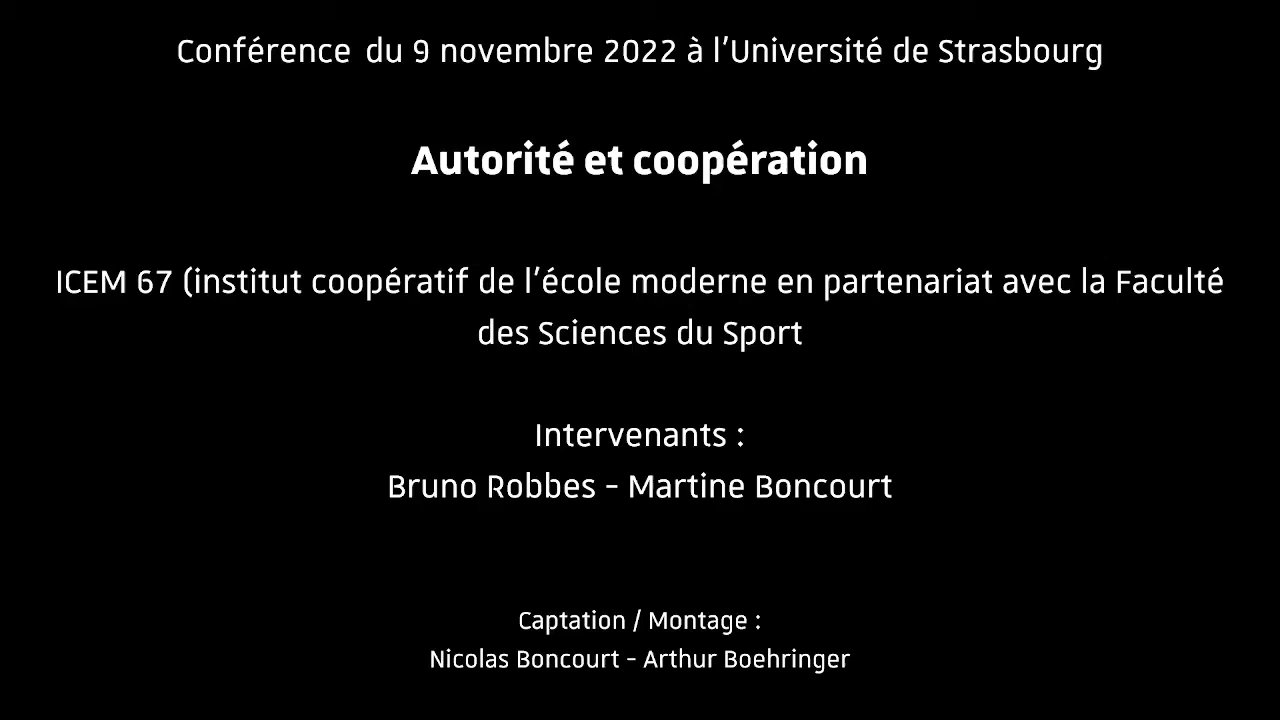 Conférence du 9 novembre 2022 à l'Université de Strasbourg
Autorité et coopération
ICEM 67 (institut coopératif de l'école moderne en partenariat avec la Faculté
des Sciences du Sport
Intervenants :
Bruno Robbes - Martine Boncourt
Captation / Montage :
Nicolas Boncourt - Arthur Boehringer